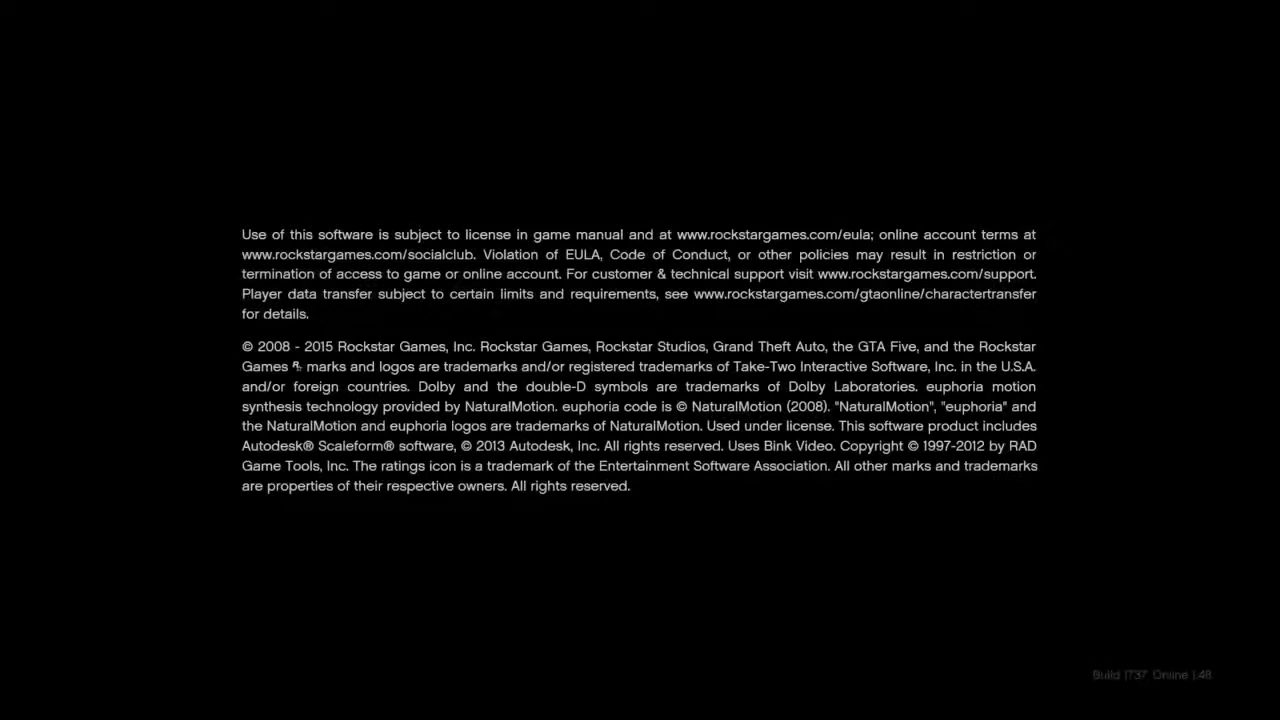 Use of this software is subject to license in game manual and at www.rockstargames.com/eula; online account terms at
www.rockstargames.com/socialclub. Violation of EULA, Code of Conduct, or other policies may result in restriction or
termination of access to game or online account. For customer & technical support visit www.rockstargames.com/support.
Player data transfer subject to certain limits and requirements, see www.rockstargames.com/gtaonline/charactertransfer
for details.
© 2008 - 2015 Rockstar Games, Inc. Rockstar Games, Rockstar Studios, Grand Theft Auto, the GTA Five, and the Rockstar
Games R* marks and logos are trademarks and/or registered trademarks of Take-Two Interactive Software, Inc. in the U.S.A.
and/or foreign countries. Dolby and the double-D symbols are trademarks of Dolby Laboratories. euphoria motion
synthesis technology provided by NaturalMotion. euphoria code is © NaturalMotion (2008). "NaturalMotion", "euphoria" and
the NaturalMotion and euphoria logos are trademarks of NaturalMotion. Used under license. This software product includes
Autodesk® Scaleform® software, © 2013 Autodesk, Inc. All rights reserved. Uses Bink Video. Copyright © 1997-2012 by RAD
Game Tools, Inc. The ratings icon is a trademark of the Entertainment Software Association. All other marks and trademarks
are properties of their respective owners. All rights reserved.
Build 1737 Online 1.48